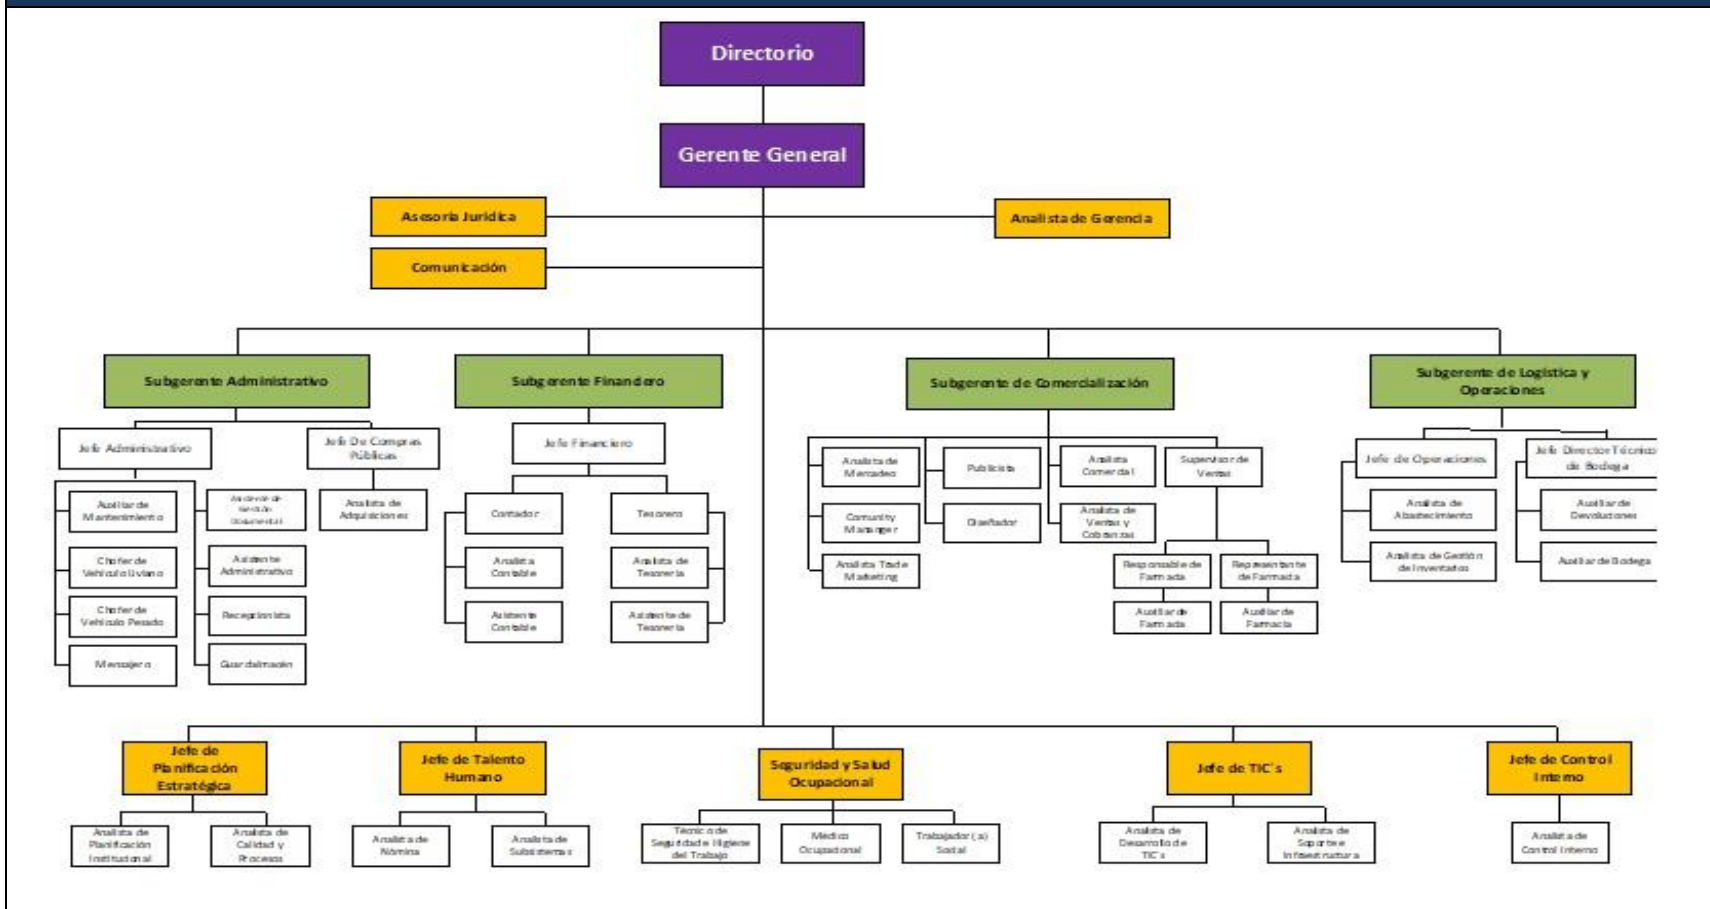 Directorio
Gerente General
Asesoría Jurídica
Analista de Gerencia
Comunicación
Subgerente Administrativo
Subgerente Financiero
Subgerente de Comercialización
Subgerente de Logística y
Operaciones
Jefe Administrativo
Jefe De Compras
Públicas
Auxiliar de
Mantenimiento
Asistente de
Gestión
Documental
Analista de
Adquisiciones
Chofer de
Vehículo Liviano
Asistente
Administrativo
Chofer de
Vehículo Pesado
Recepcionista
Mensajero
Guardalmacén
Jefe Financiero
Contador
Tesorero
Analista
Contable
Analista de
Tesorería
Asistente
Contable
Asistente de
Tesorería
Analista de
Mercadeo
Publicista
Analista
Comercial
Supervisor de
Ventas
Comunity
Mananger
Diseñador
Analista de
Ventas y
Cobranzas
Analista Trade
Marketing
Responsable de
Farmacia
Representante
de Farmacia
Auxiliar de
Farmacia
Auxiliar de
Farmacia
Jefe de Operaciones
Jefe Director Técnico
de Bodega
Analista de
Abastecimiento
Auxiliar de
Devoluciones
Analista de Gestión
de Inventarios
Auxiliar de Bodega
Jefe de
Planificación
Estratégica
Jefe de Talento
Humano
Seguridad y Salud
Ocupacional
Jefe de TIC´s
Jefe de Control
Interno
Analista de
Planificación
Institucional
Analista de
Calidad y
Procesos
Analista de
Nómina
Analista de
Subsistemas
Técnico de
Seguridad e Higiene
del Trabajo
Médico
Ocupacional
Trabajador (a)
Social
Analista de
Desarrollo de
TIC´s
Analista de
Soporte e
Infraestructura
Analista de
Control Interno